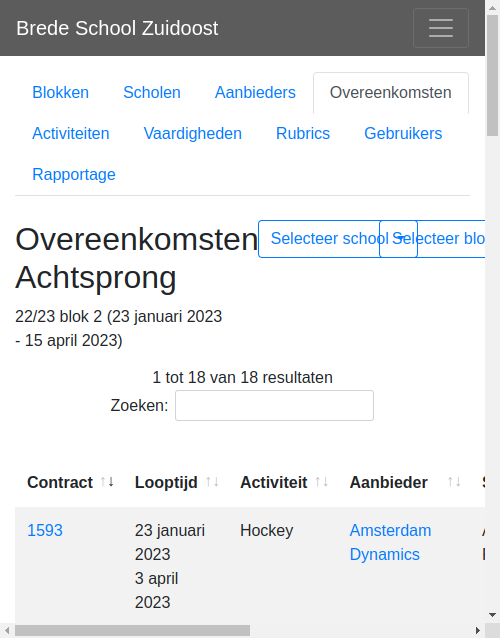 Brede School Zuidoost
Blokken Scholen Aanbieders Overeenkomsten
Activiteiten Vaardigheden Rubrics Gebruikers
Rapportage
Overeenkomsten
Achtsprong
Selecteer school Selecteer blo
22/23 blok 2 (23 januari 2023
- 15 april 2023)
1 tot 18 van 18 resultaten
Zoeken:
Contract Looptijd Activiteit Aanbieder
1593 23 januari Hockey Amsterdam
2023 Dynamics
3 april
2023